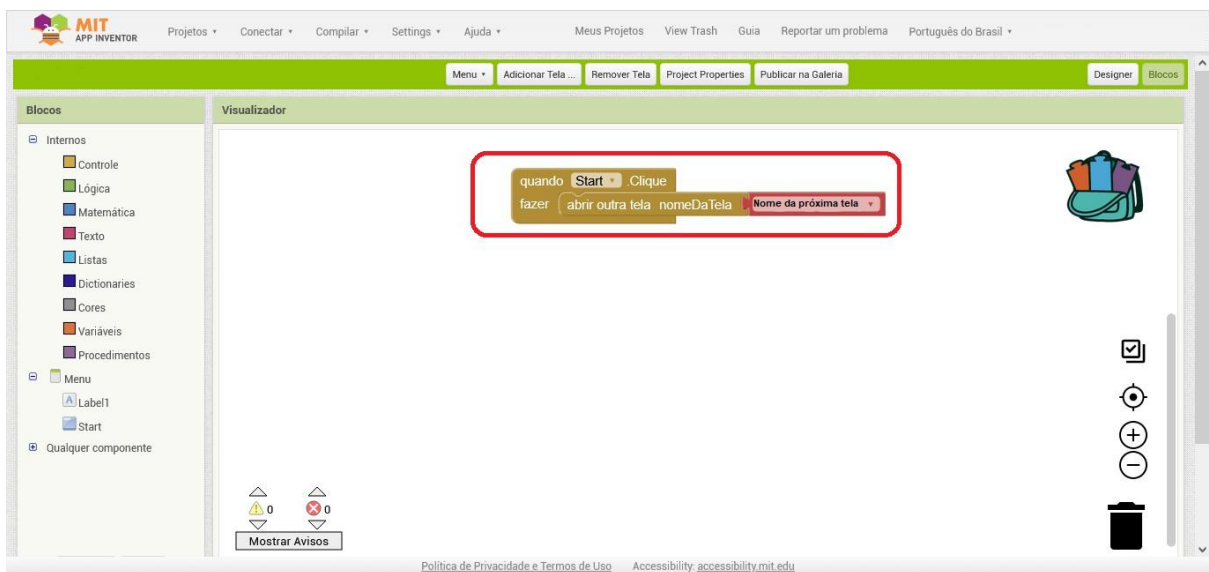 MIT
APP INVENTOR
Projetos
Conectar
Compilar
Settings
Ajuda
Meus Projetos
View Trash
Guia
Reportar um problema
Português do Brasil
Menu
Adicionar Tela ...
Remover Tela
Project Properties
Publicar na Galeria
Designer
Blocos
Blocos
Visualizador
Internos
Controle
Lógica
Matemática
Texto
Listas
Dictionaries
Cores
Variáveis
Procedimentos
Menu
A Label1
Start
Qualquer componente
quando Start .Clique
fazer abrir outra tela nomeDaTela Nome da próxima tela
0
0
Mostrar Avisos
Política de Privacidade e Termos de Uso
Accessibility: accessibility.mit.edu